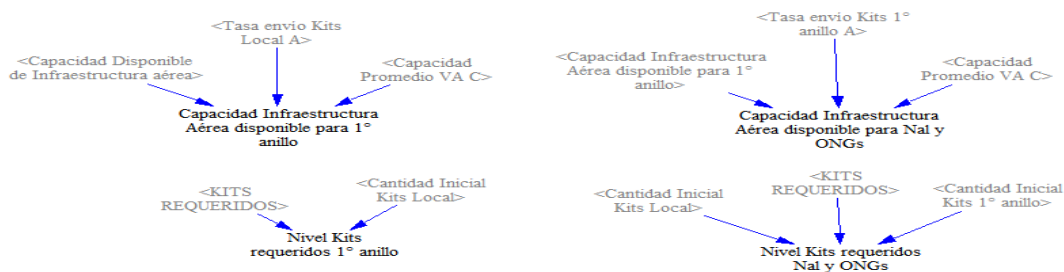 <Tasa envío Kits
Local A>
<Capacidad Disponible
de Infraestructura aérea>
<Capacidad
Promedio VA C>
Capacidad Infraestructura
Aérea disponible para 1°
anillo
<KITS
REQUERIDOS>
<Cantidad Inicial
Kits Local>
Nivel Kits
requeridos 1° anillo
<Tasa envio Kits 1°
anillo A>
<Capacidad Infraestructura
Aérea disponible para 1°
anillo>
<Capacidad
Promedio VA C>
Capacidad Infraestructura
Aérea disponible para Nal y
ONGs
<Cantidad Inicial
Kits Local>
<KITS
REQUERIDOS>
<Cantidad Inicial
Kits 1° anillo>
Nivel Kits requeridos
Nal y ONGs